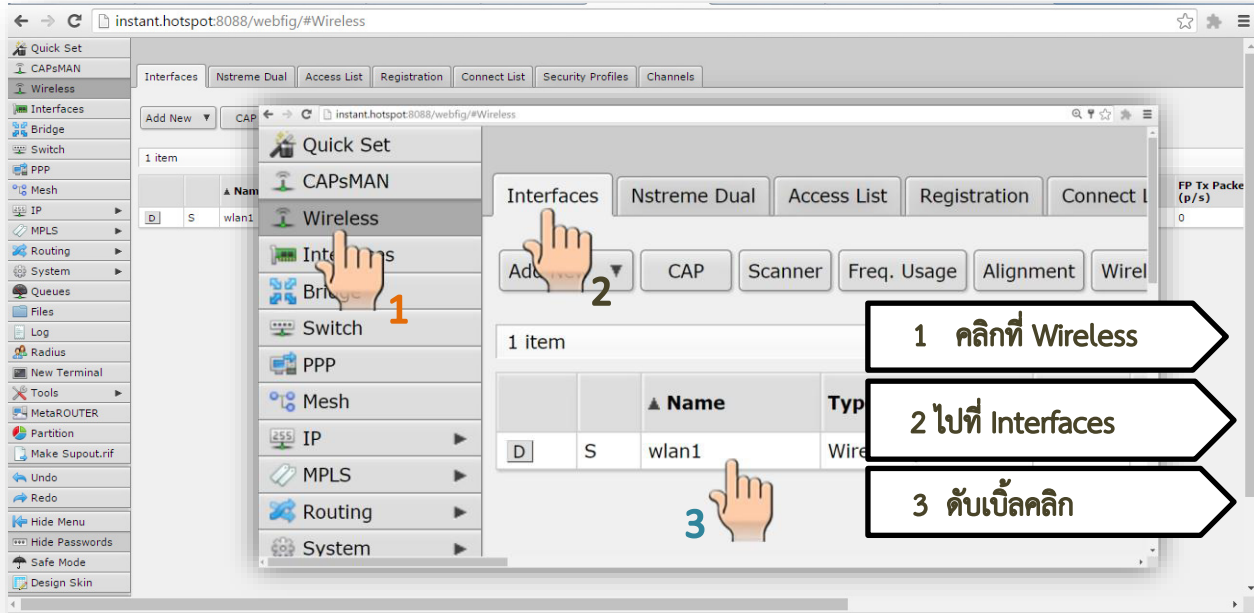 instant.hotspot:8088/webfig/#Wireless
Quick Set
CAPsMAN
Wireless
Interfaces
Bridge
Switch
PPP
Mesh
IP
MPLS
Routing
System
Queues
Files
Log
Radius
New Terminal
Tools
MetaROUTER
Partition
Make Supout.rif
Undo
Redo
Hide Menu
Hide Passwords
Safe Mode
Design Skin
Interfaces Nstreme Dual Access List Registration Connect List Security Profiles Channels
Add New ▼ CAP
1 item
▲ Nam
FP Tx Packe
(p/s)
D S wlan1
0
instant.hotspot:8088/webfig/#Wireless
Quick Set
CAPsMAN
Wireless
Bridge
Switch
PPP
Mesh
255 IP
MPLS
Routing
System
1
Interfaces Nstreme Dual Access List Registration Connect L
2
CAP Scanner Freq. Usage Alignment Wirel
1 item
▲ Name Typ
D S wlan1 Wire
3
1 คลิกที่ Wireless
2 ไปที่ Interfaces
3 ดับเบิ้ลคลิก